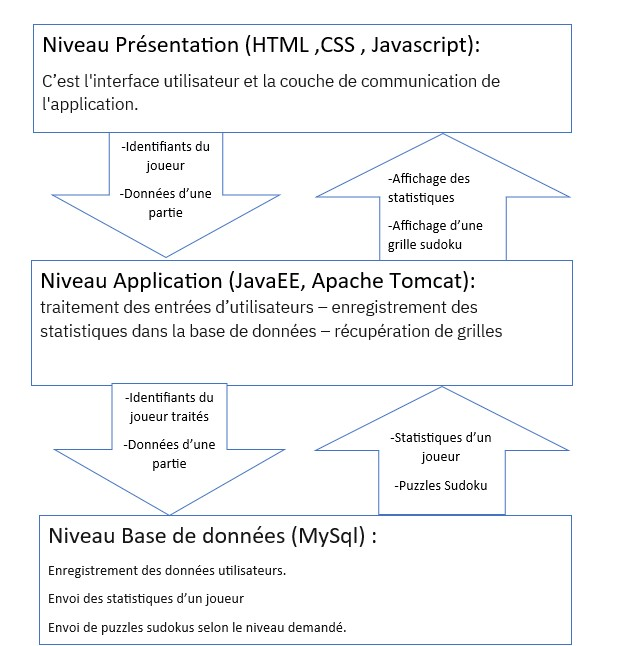 Niveau Présentation (HTML ,CSS , Javascript):
C’est l'interface utilisateur et la couche de communication de
l'application.
-Identifiants du
joueur
-Données d’une
partie
-Affichage des
statistiques
-Affichage d’une
grille sudoku
Niveau Application (JavaEE, Apache Tomcat):
traitement des entrées d’utilisateurs – enregistrement des
statistiques dans la base de données – récupération de grilles
-Identifiants du
joueur traités
-Données d’une
partie
-Statistiques d’un
joueur
-Puzzles Sudoku
Niveau Base de données (MySql) :
Enregistrement des données utilisateurs.
Envoi des statistiques d’un joueur
Envoi de puzzles sudokus selon le niveau demandé.